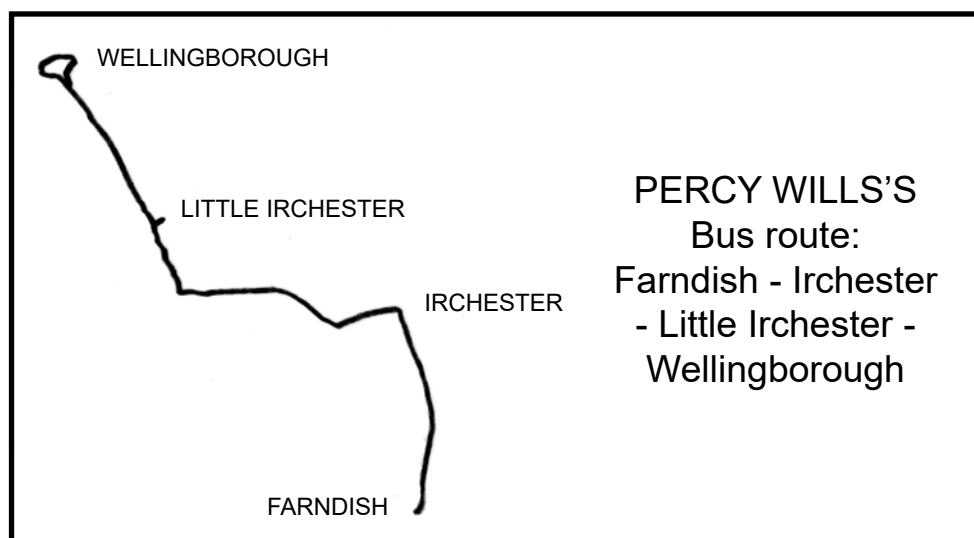 WELLINGBOROUGH
LITTLE IRCHESTER
IRCHESTER
FARNDISH
PERCY WILLS’S
Bus route:
Farndish - Irchester
- Little Irchester -
Wellingborough